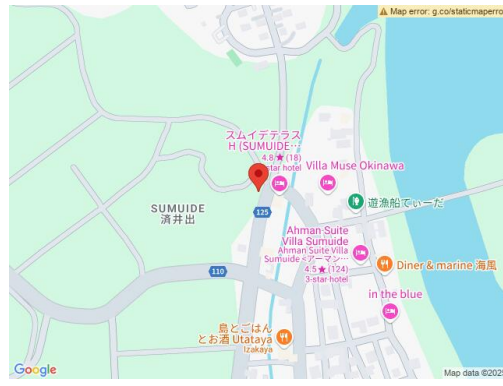 Map error: g.co/staticmaperro
スムイデテラス
H (SUMUIDE…
4.8★ (18)
3-star hotel
Villa Muse Okinawa
遊漁船てぃーだ
SUMUIDE
済井出
125
Ahman Suite
Villa Sumuide
Ahman Suite Villa
Sumuide <アーマン…
4.5★ (124)
3-star hotel
Diner & marine 海風
110
in the blue
島とごはん
とお酒 Utataya
Izakaya
Google
Map data ©202